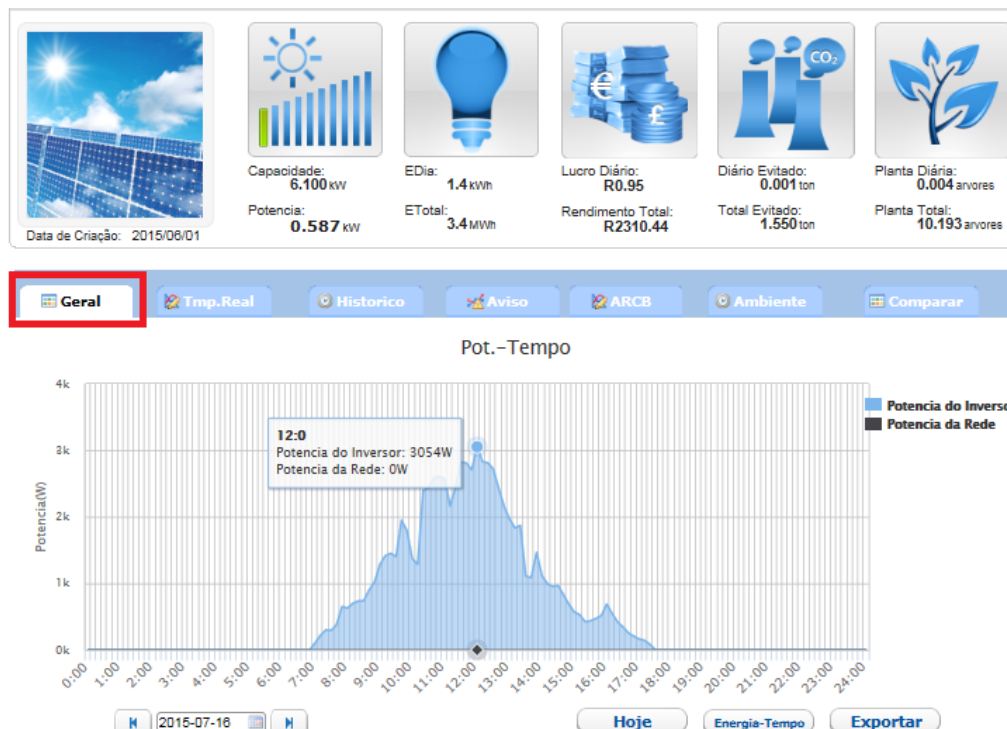 CO2
€
£
Capacidade:
6.100 kW
Potencia:
0.587 kW
EDia:
1.4 kWh
ETotal:
3.4 MWh
Lucro Diário:
R0.95
Rendimento Total:
R2310.44
Diário Evitado:
0.001 ton
Total Evitado:
1.550 ton
Planta Diária:
0.004 arvores
Planta Total:
10.193 arvores
Data de Criação: 2015/06/01
Geral
Tmp.Real
Historico
Aviso
ARCB
Ambiente
Comparar
Pot.-Tempo
Potencia(W)
4k
3k
2k
1k
0k
12:0
Potencia do Inversor: 3054W
Potencia da Rede: 0W
Potencia do Inverso
Potencia da Rede
0:00 1:00 2:00 3:00 4:00 5:00 6:00 7:00 8:00 9:00 10:00 11:00 12:00 13:00 14:00 15:00 16:00 17:00 18:00 19:00 20:00 21:00 22:00 23:00 24:00
2015-07-16
Hoje
Energia-Tempo
Exportar